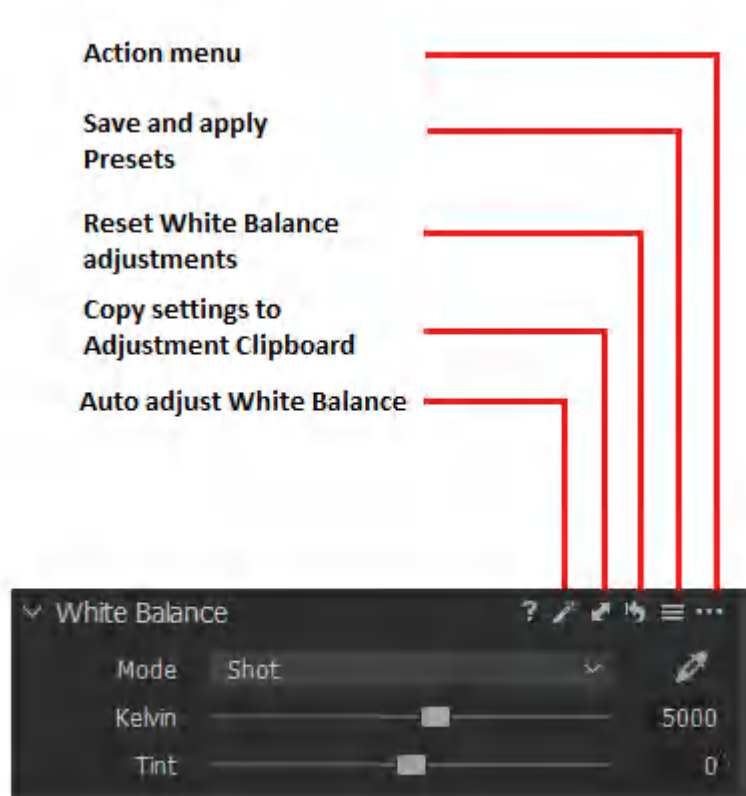 Action menu
Save and apply
Presets
Reset White Balance
adjustments
Copy settings to
Adjustment Clipboard
Auto adjust White Balance
White Balance ?
Mode Shot
Kelvin 5000
Tint 0